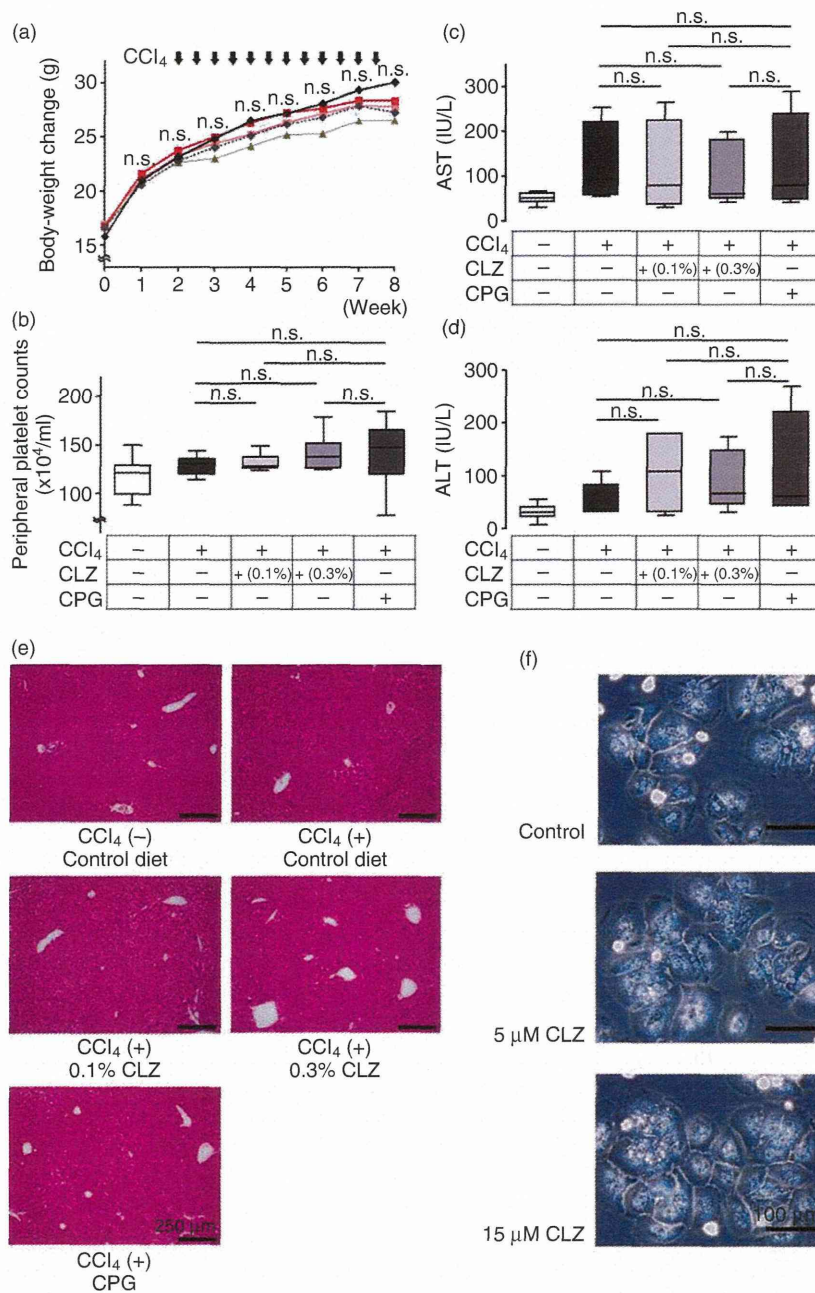 (a)
CCl₄
Body-weight change (g)
30
25
20
15
n.s. n.s. n.s. n.s. n.s. n.s. n.s. n.s.
0 1 2 3 4 5 6 7 8
(Week)
(b)
Peripheral platelet counts
(x10⁴/ml)
200
150
100
n.s.
n.s.
n.s.
n.s. n.s.
CCl₄ – + + + +
CLZ – – + (0.1%) + (0.3%) –
CPG – – – – +
(c)
AST (IU/L)
300
200
100
0
n.s.
n.s.
n.s.
n.s. n.s.
CCl₄ – + + + +
CLZ – – + (0.1%) + (0.3%) –
CPG – – – – +
(d)
ALT (IU/L)
300
200
100
0
n.s.
n.s.
n.s.
n.s.
n.s.
CCl₄ – + + + +
CLZ – – + (0.1%) + (0.3%) –
CPG – – – – +
(e)
CCl₄ (–)
Control diet
CCl₄ (+)
Control diet
CCl₄ (+)
0.1% CLZ
CCl₄ (+)
0.3% CLZ
250 µm
CCl₄ (+)
CPG
(f)
Control
5 µM CLZ
100 µm
15 µM CLZ